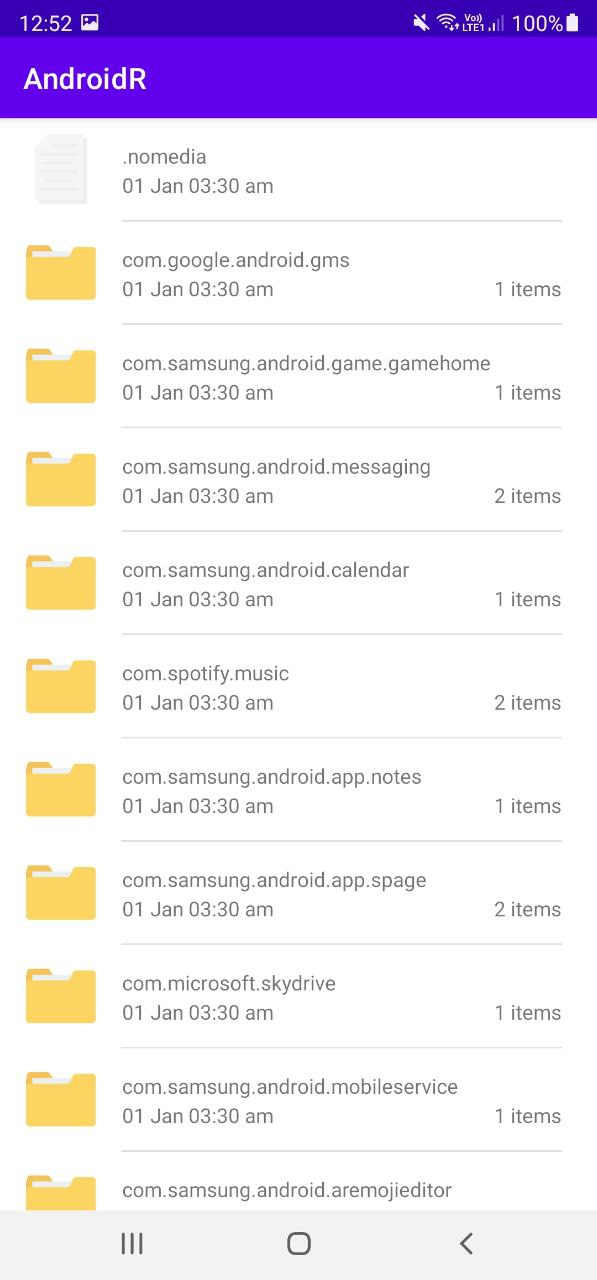 12:52 Vo)) LTE1 100%
AndroidR
.nomedia
01 Jan 03:30 am
com.google.android.gms
01 Jan 03:30 am 1 items
com.samsung.android.game.gamehome
01 Jan 03:30 am 1 items
com.samsung.android.messaging
01 Jan 03:30 am 2 items
com.samsung.android.calendar
01 Jan 03:30 am 1 items
com.spotify.music
01 Jan 03:30 am 2 items
com.samsung.android.app.notes
01 Jan 03:30 am 1 items
com.samsung.android.app.spage
01 Jan 03:30 am 2 items
com.microsoft.skydrive
01 Jan 03:30 am 1 items
com.samsung.android.mobileservice
01 Jan 03:30 am 1 items
com.samsung.android.aremojieditor